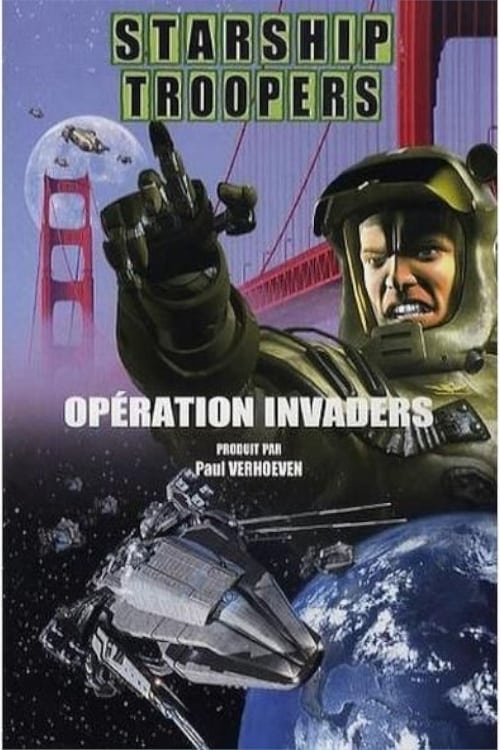 STARSHIP
TROOPERS
OPÉRATION INVADERS
PRODUIT PAR
Paul VERHOEVEN